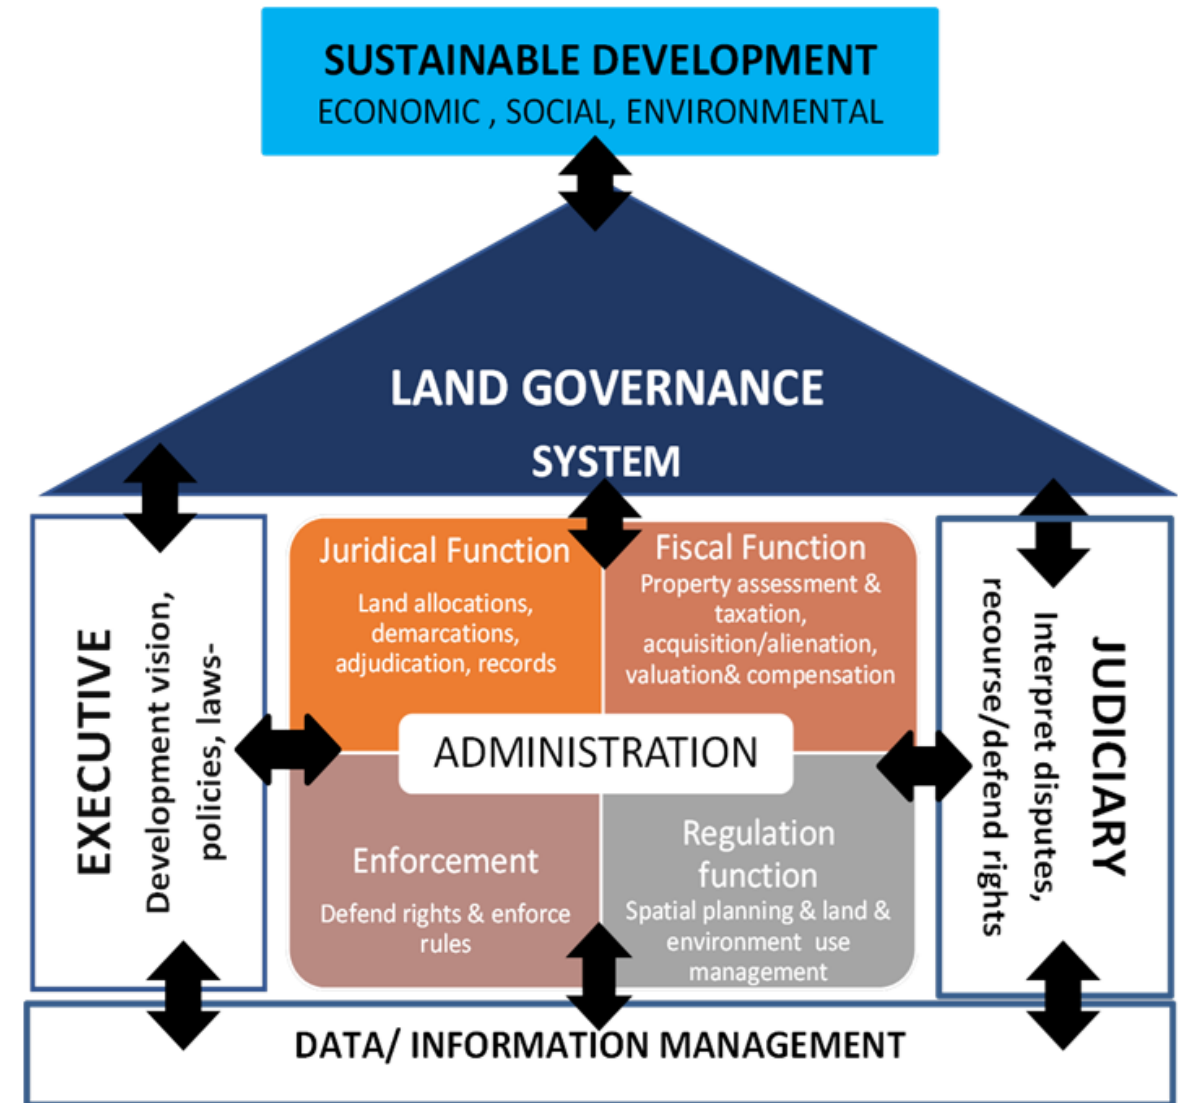 SUSTAINABLE DEVELOPMENT
ECONOMIC , SOCIAL, ENVIRONMENTAL
LAND GOVERNANCE
SYSTEM
EXECUTIVE
Development vision,
policies, laws-
Juridical Function
Land allocations,
demarcations,
adjudication, records
Fiscal Function
Property assessment &
taxation,
acquisition/alienation,
valuation& compensation
ADMINISTRATION
Enforcement
Defend rights & enforce
rules
Regulation
function
Spatial planning & land &
environment  use
management
JUDICIARY
Interpret disputes,
recourse/defend rights
DATA/ INFORMATION MANAGEMENT